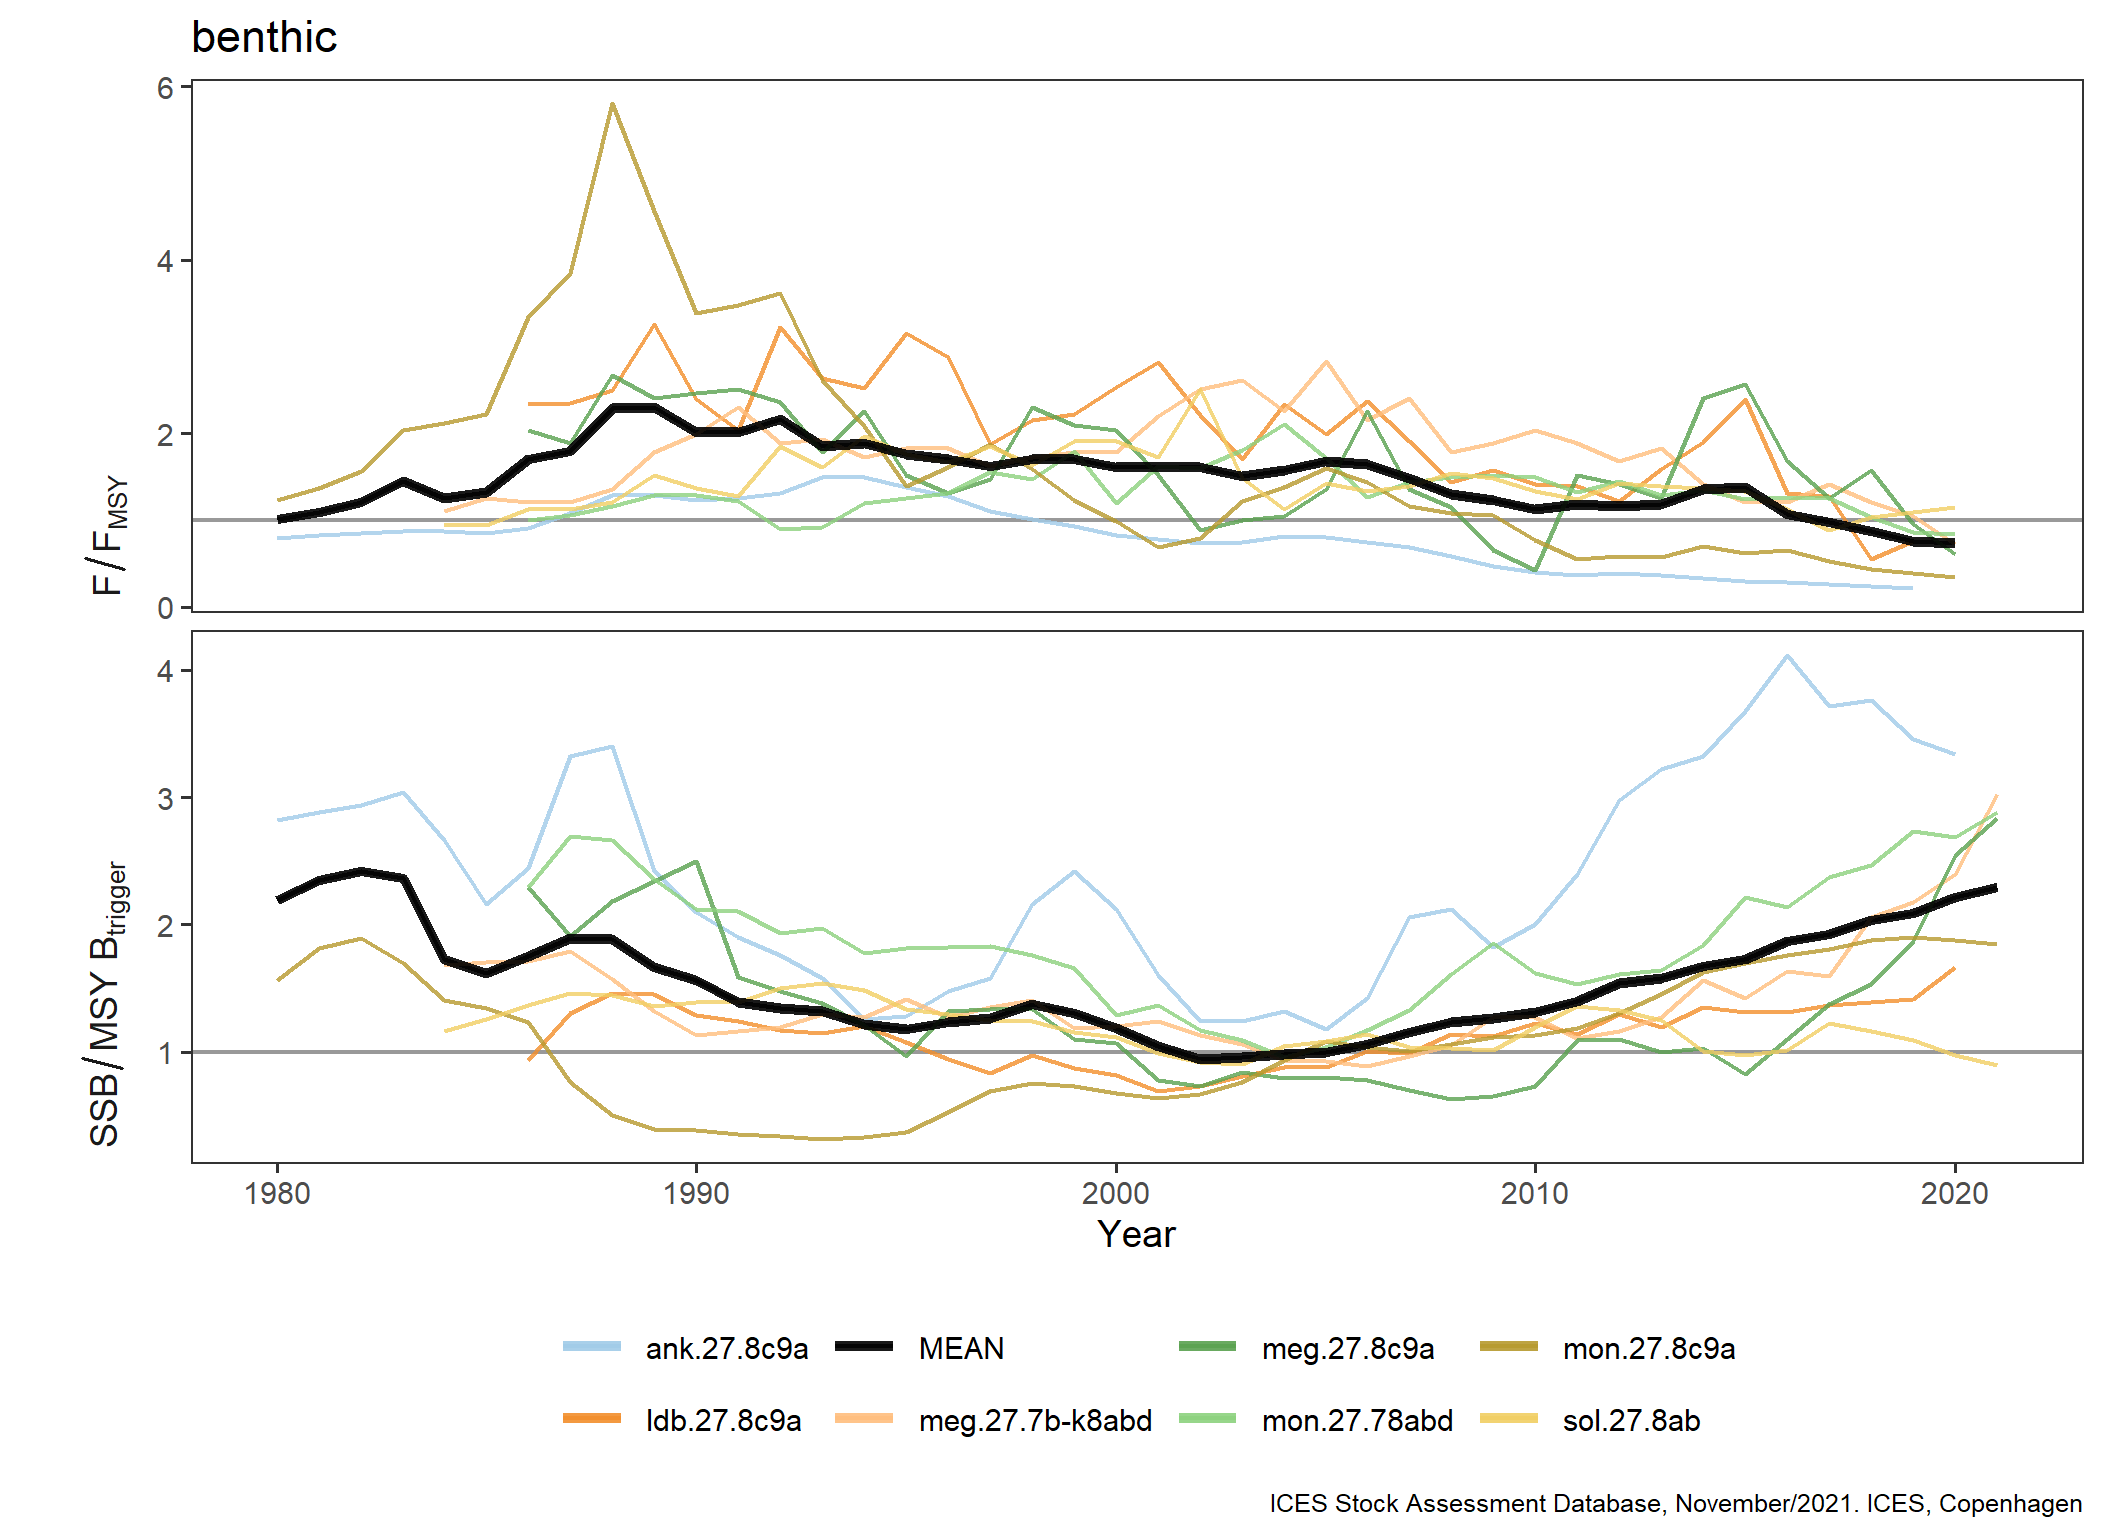 benthic
6
4
2
0
F / FMSY
4
3
2
1
SSB / MSY Btrigger
1980 1990 2000 2010 2020
Year
ank.27.8c9a MEAN meg.27.8c9a mon.27.8c9a
ldb.27.8c9a meg.27.7b-k8abd mon.27.78abd sol.27.8ab
ICES Stock Assessment Database, November/2021. ICES, Copenhagen